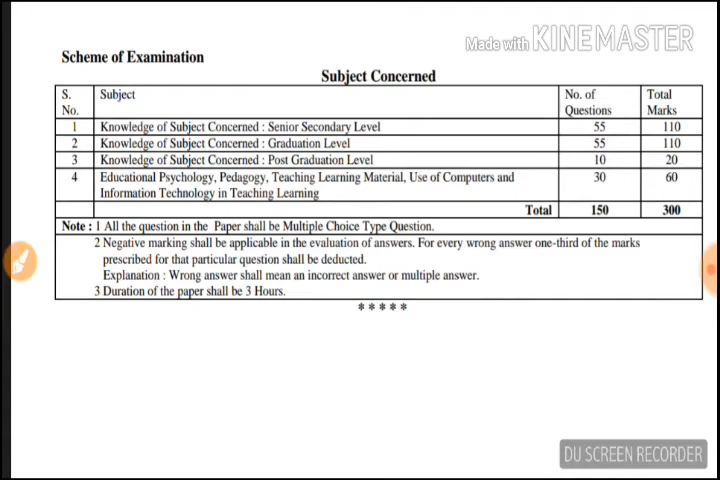 Made with KINEMASTER
Scheme of Examination
Subject Concerned
S. No. Subject No. of Questions Total Marks
1 Knowledge of Subject Concerned : Senior Secondary Level 55 110
2 Knowledge of Subject Concerned : Graduation Level 55 110
3 Knowledge of Subject Concerned : Post Graduation Level 10 20
4 Educational Psychology, Pedagogy, Teaching Learning Material, Use of Computers and 30 60
Information Technology in Teaching Learning
Total 150 300
Note : 1 All the question in the Paper shall be Multiple Choice Type Question.
2 Negative marking shall be applicable in the evaluation of answers. For every wrong answer one-third of the marks
prescribed for that particular question shall be deducted.
Explanation : Wrong answer shall mean an incorrect answer or multiple answer.
3 Duration of the paper shall be 3 Hours.
*****
DU SCREEN RECORDER